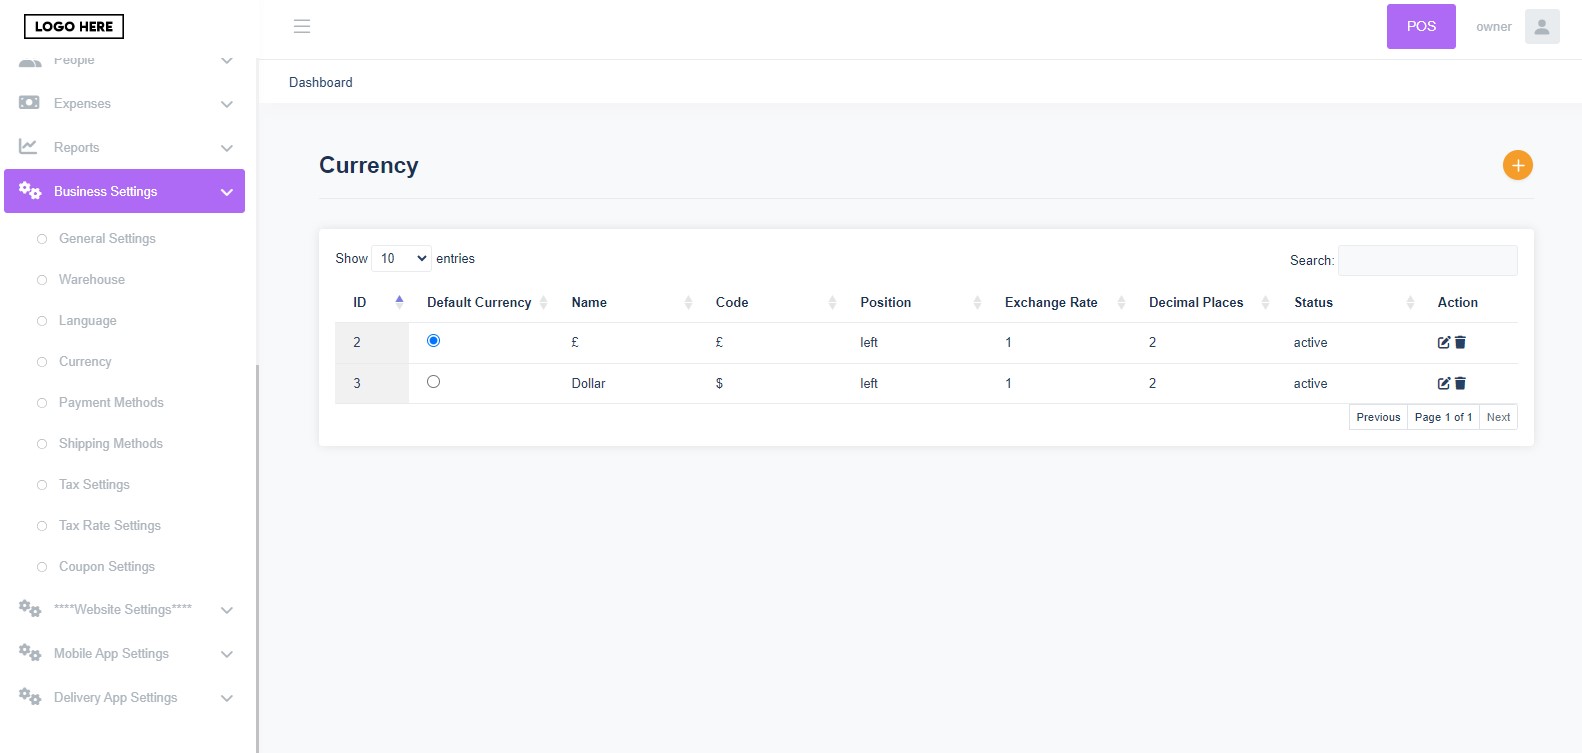 LOGO HERE
POS
owner
People
Expenses
Reports
Business Settings
General Settings
Warehouse
Language
Currency
Payment Methods
Shipping Methods
Tax Settings
Tax Rate Settings
Coupon Settings
****Website Settings****
Mobile App Settings
Delivery App Settings
Dashboard
Currency
Show 10 entries
Search:
ID Default Currency Name Code Position Exchange Rate Decimal Places Status Action
2 £ £ left 1 2 active
3 Dollar $ left 1 2 active
Previous Page 1 of 1 Next